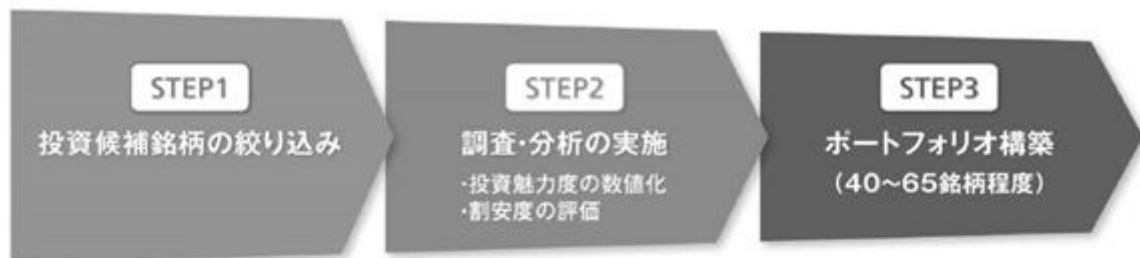 STEP1
投資候補銘柄の絞り込み
STEP2
調査・分析の実施
・投資魅力度の数値化
・割安度の評価
STEP3
ポートフォリオ構築
(40〜65銘柄程度)